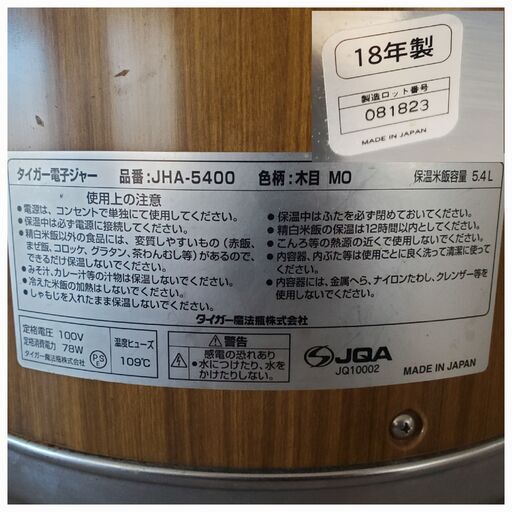 18年製
製造ロット番号
081823
MADE IN JAPAN
タイガー電子ジャー 品番:JHA-5400 色柄:木目 MO 保温米飯容量 5.4L
使用上の注意
●電源は、コンセントで単独にて使用してください。
●保温中は必ず電源に接続してください。
●精白米飯以外の食品には、変質しやすいもの(赤飯、
まぜ飯、コロッケ、グラタン、茶わんむし等)があるので、
できるだけ保温しないでください。
●みそ汁、カレー汁等の汁物は保温しないでください。
●冷えた米飯の加熱はしないでください。
●しゃもじを入れたまま保温しないでください。
●保温中はふたを必ず閉めておいてください。
●精白米飯の保温は12時間以内としてください。
●こんろ等の熱源の近くで使用しないでください。
●内容器、内ぶた等は使用ごとに良く洗って清潔に使って
ください。
●内容器には、金属へら、ナイロンたわし、クレンザー等を
使用しないでください。
タイガー魔法瓶株式会社
定格電圧 100V
定格消費電力 78W
タイガー魔法瓶株式会社
PSE
温度ヒューズ
109℃
警告
感電の恐れあり
●水につけたり、水を
かけたりしない。
JQA
JQ10002
MADE IN JAPAN